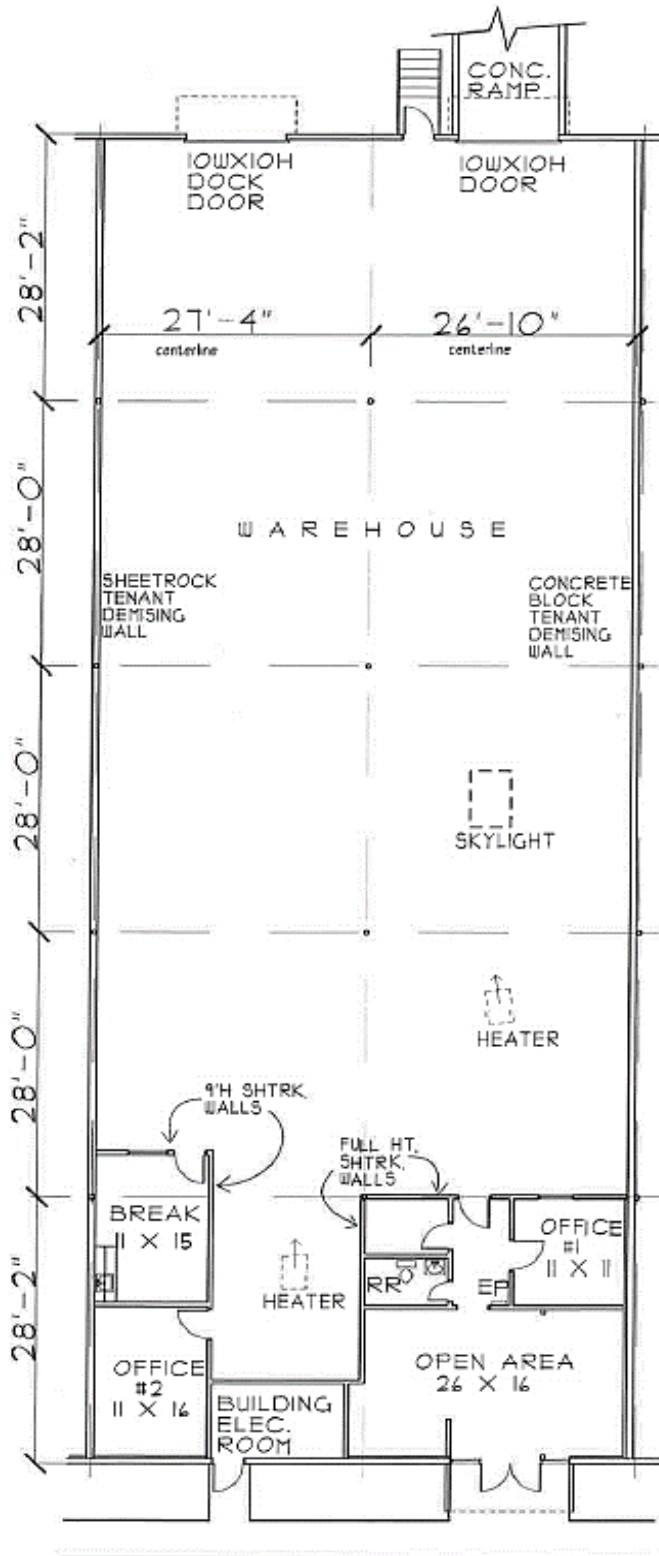 CONC.
RAMP
10WX10H
DOCK
DOOR
10WX10H
DOOR
28'-2"
27'-4"
centerline
26'-10"
centerline
28'-0"
WAREHOUSE
SHEETROCK
TENANT
DEMISING
WALL
CONCRETE
BLOCK
TENANT
DEMISING
WALL
28'-0"
SKYLIGHT
28'-0"
HEATER
9'H SHTRK.
WALLS
FULL HT.
SHTRK.
WALLS
BREAK
11 X 15
OFFICE
#1
11 X 11
RR
EP
HEATER
28'-2"
OFFICE
#2
11 X 16
OPEN AREA
26 X 16
BUILDING
ELEC.
ROOM